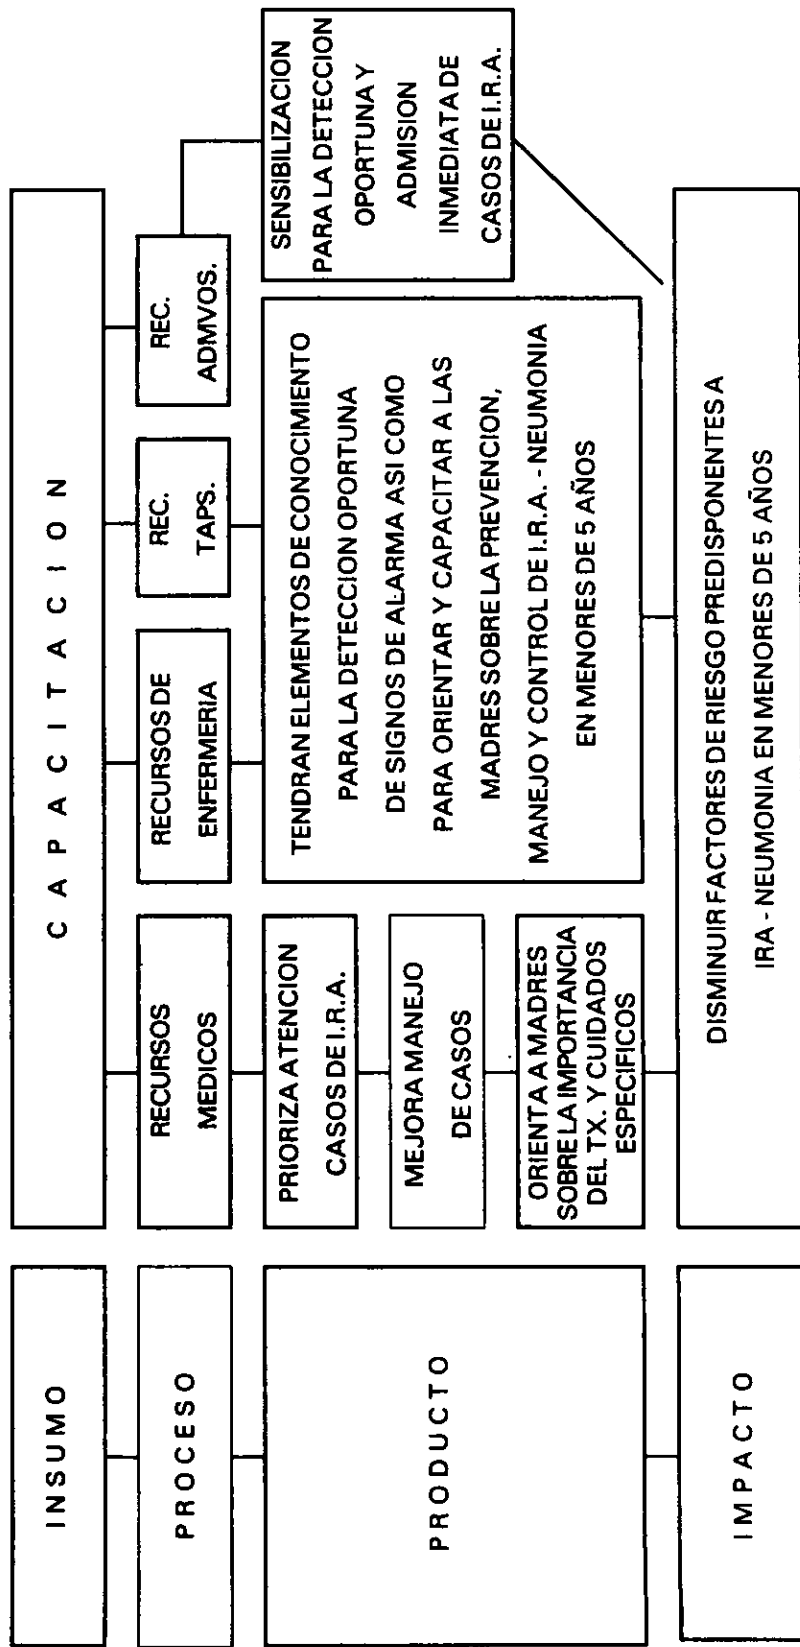 INSUMO
CAPACITACION
PROCESO
RECURSOS
MEDICOS
RECURSOS DE
ENFERMERIA
REC.
TAPS.
REC.
ADMVOS.
PRODUCTO
PRIORIZA ATENCION
CASOS DE I.R.A.
MEJORA MANEJO
DE CASOS
ORIENTA A MADRES
SOBRE LA IMPORTANCIA
DEL TX. Y CUIDADOS
ESPECIFICOS
TENDRAN ELEMENTOS DE CONOCIMIENTO
PARA LA DETECCION OPORTUNA
DE SIGNOS DE ALARMA ASI COMO
PARA ORIENTAR Y CAPACITAR A LAS
MADRES SOBRE LA PREVENCION,
MANEJO Y CONTROL DE I.R.A. - NEUMONIA
EN MENORES DE 5 AÑOS
SENSIBILIZACION
PARA LA DETECCION
OPORTUNA Y
ADMISION
INMEDIATA DE
CASOS DE I.R.A.
IMPACTO
DISMINUIR FACTORES DE RIESGO PREDISPONENTES A
IRA - NEUMONIA EN MENORES DE 5 AÑOS